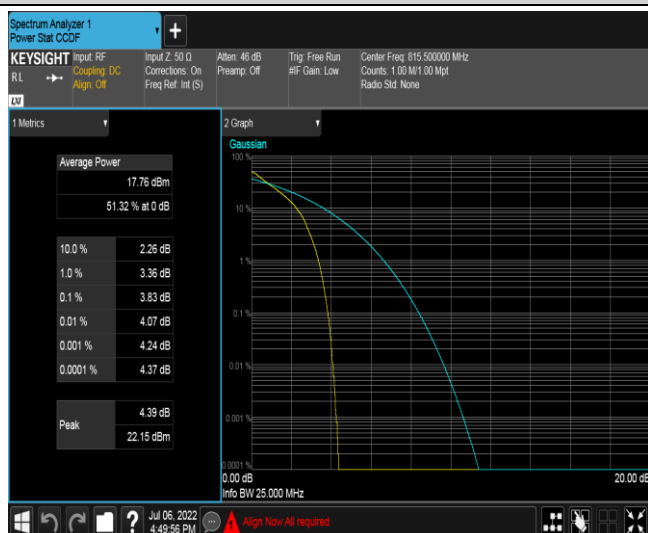 Spectrum Analyzer 1
Power Stat CCDF
+
KEYSIGHT
R L
LXI
Input: RF
Coupling: DC
Align: Off
Input Z: 50 Ω
Corrections: On
Freq Ref: Int (S)
Atten: 46 dB
Preamp: Off
Trig: Free Run
#IF Gain: Low
Center Freq: 815.500000 MHz
Counts: 1.00 M/1.00 Mpt
Radio Std: None
1 Metrics
Average Power
17.76 dBm
51.32 % at 0 dB
10.0 % 2.26 dB
1.0 % 3.36 dB
0.1 % 3.83 dB
0.01 % 4.07 dB
0.001 % 4.24 dB
0.0001 % 4.37 dB
Peak
4.39 dB
22.15 dBm
2 Graph
Gaussian
100 %
10 %
1 %
0.1 %
0.01 %
0.001 %
0.0001 %
0.00 dB 20.00 dB
Info BW 25.000 MHz
?
Jul 06, 2022
4:49:56 PM
Align Now All required